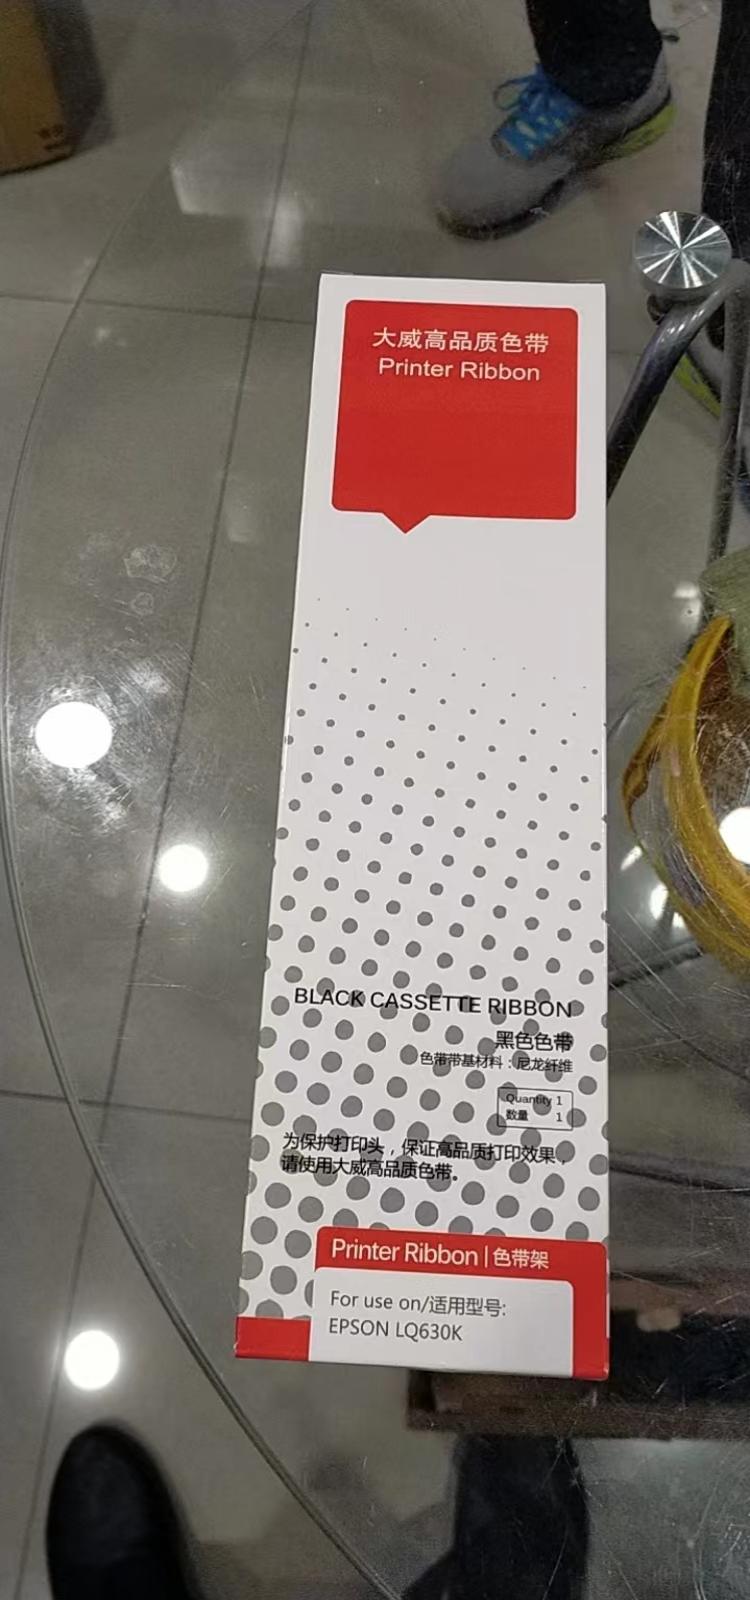 大威高品质色带
Printer Ribbon
BLACK CASSETTE RIBBON
黑色色带
色带带基材料：尼龙纤维
Quantity 1
数量 1
为保护打印头，保证高品质打印效果，
请使用大威高品质色带。
Printer Ribbon | 色带架
For use on/适用型号:
EPSON LQ630K